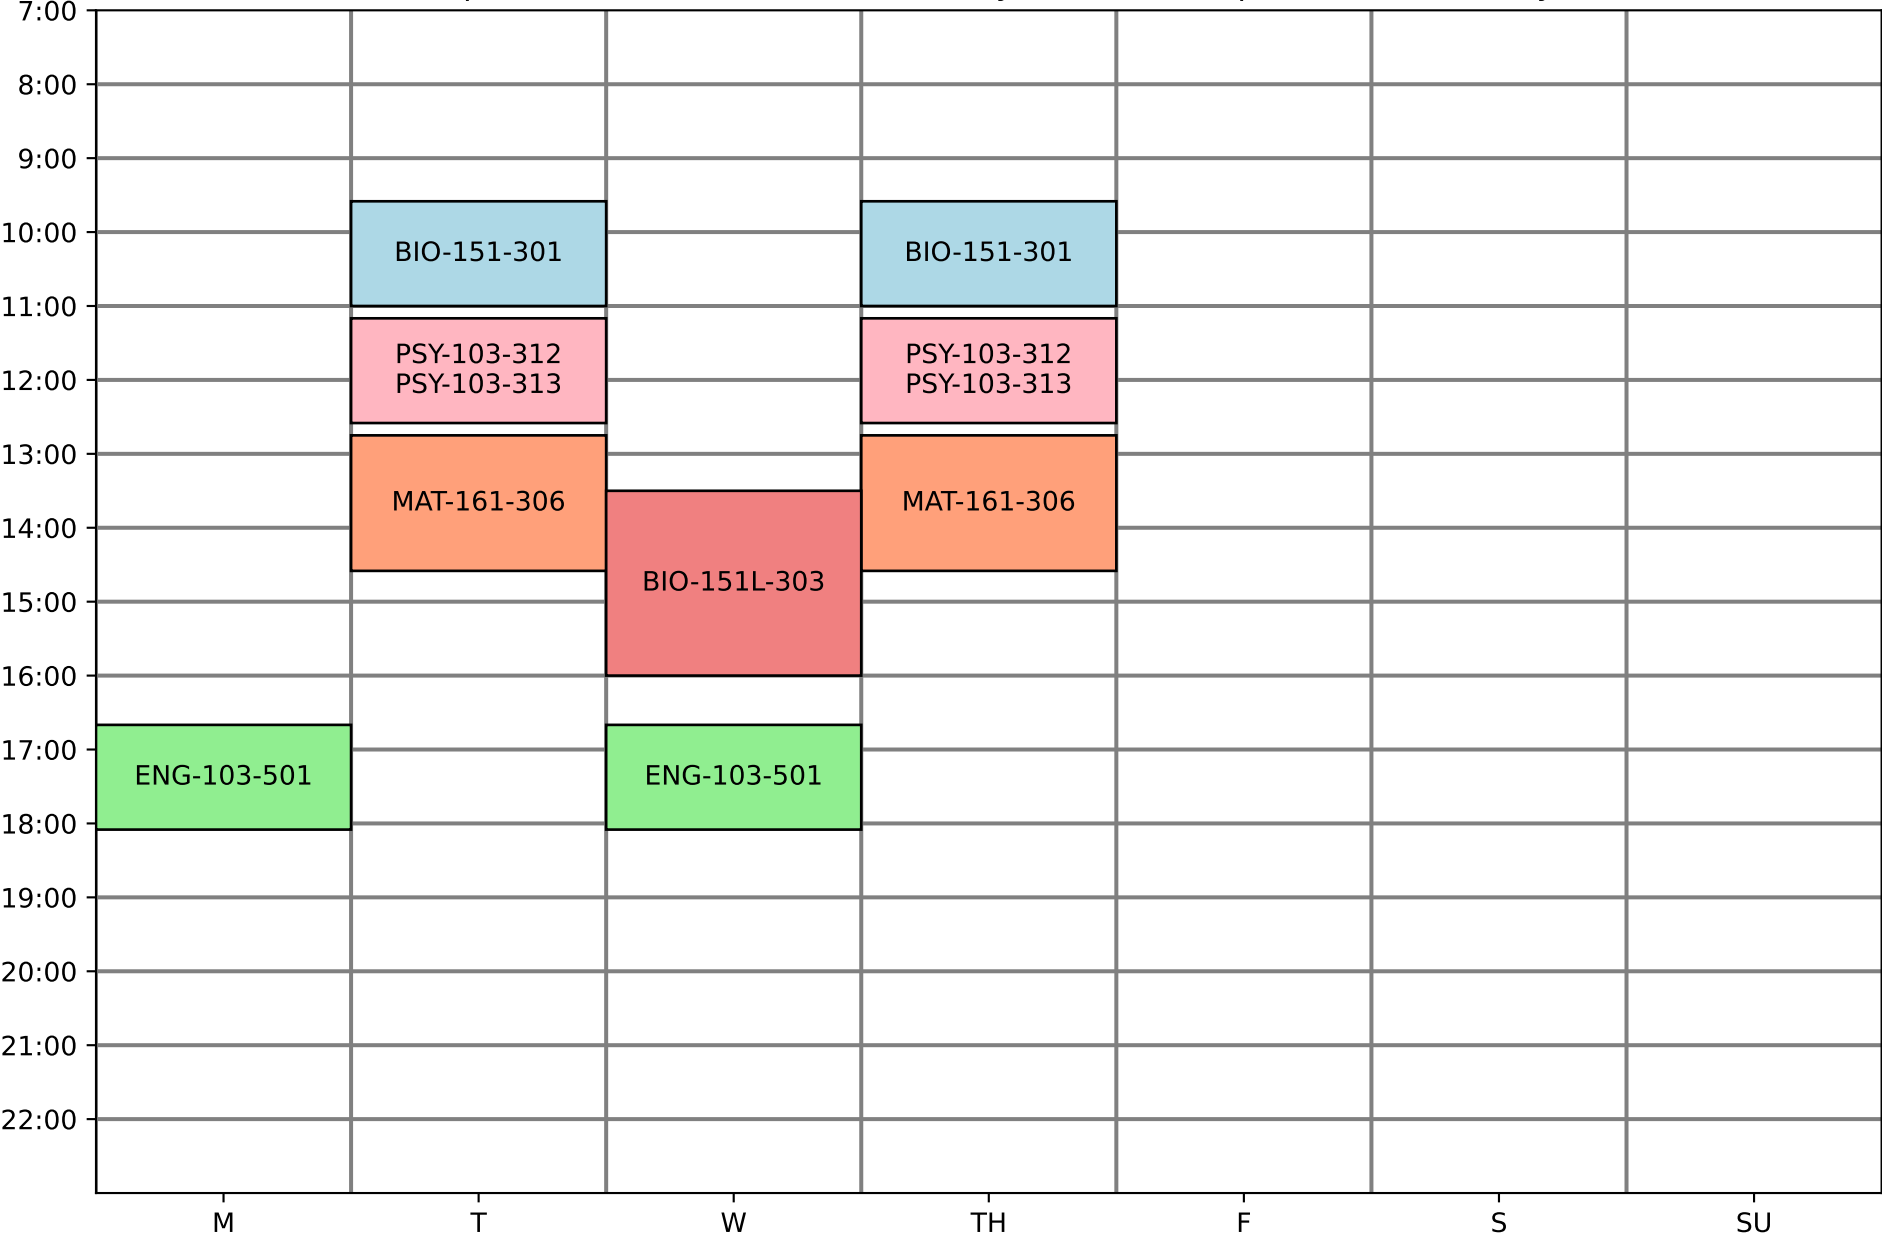 7:00
8:00
9:00
10:00
BIO-151-301 BIO-151-301
11:00
PSY-103-312 PSY-103-312
12:00
PSY-103-313 PSY-103-313
13:00
MAT-161-306 MAT-161-306
14:00
BIO-151L-303
15:00
16:00
17:00
ENG-103-501 ENG-103-501
18:00
19:00
20:00
21:00
22:00
M T W TH F S SU